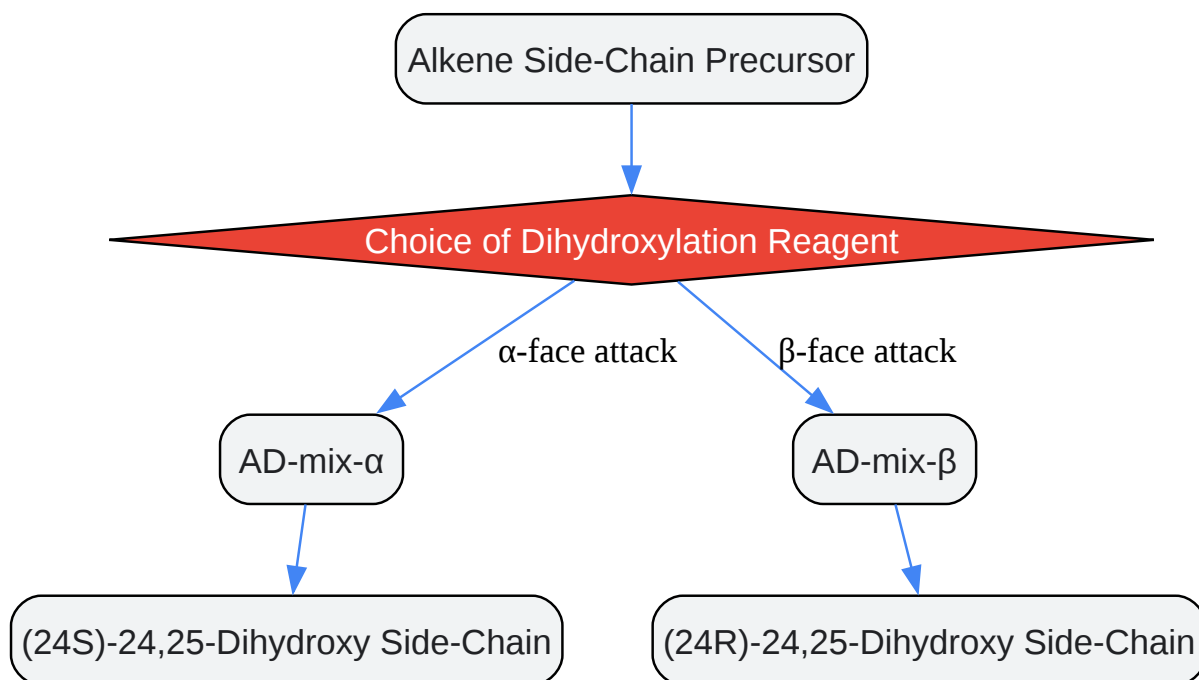 Alkene Side-Chain Precursor
Choice of Dihydroxylation Reagent
α-face attack
β-face attack
AD-mix-α
AD-mix-β
(24S)-24,25-Dihydroxy Side-Chain
(24R)-24,25-Dihydroxy Side-Chain